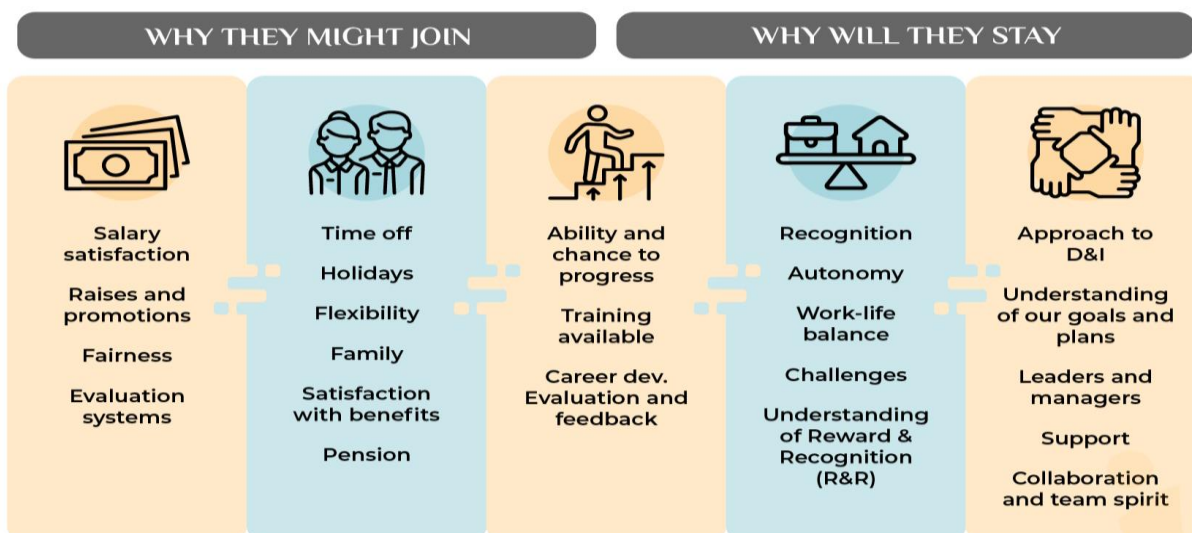 WHY THEY MIGHT JOIN
WHY WILL THEY STAY
Salary
satisfaction
Raises and
promotions
Fairness
Evaluation
systems
Time off
Holidays
Flexibility
Family
Satisfaction
with benefits
Pension
Ability and
chance to
progress
Training
available
Career dev.
Evaluation and
feedback
Recognition
Autonomy
Work-life
balance
Challenges
Understanding
of Reward &
Recognition
(R&R)
Approach to
D&I
Understanding
of our goals and
plans
Leaders and
managers
Support
Collaboration
and team spirit